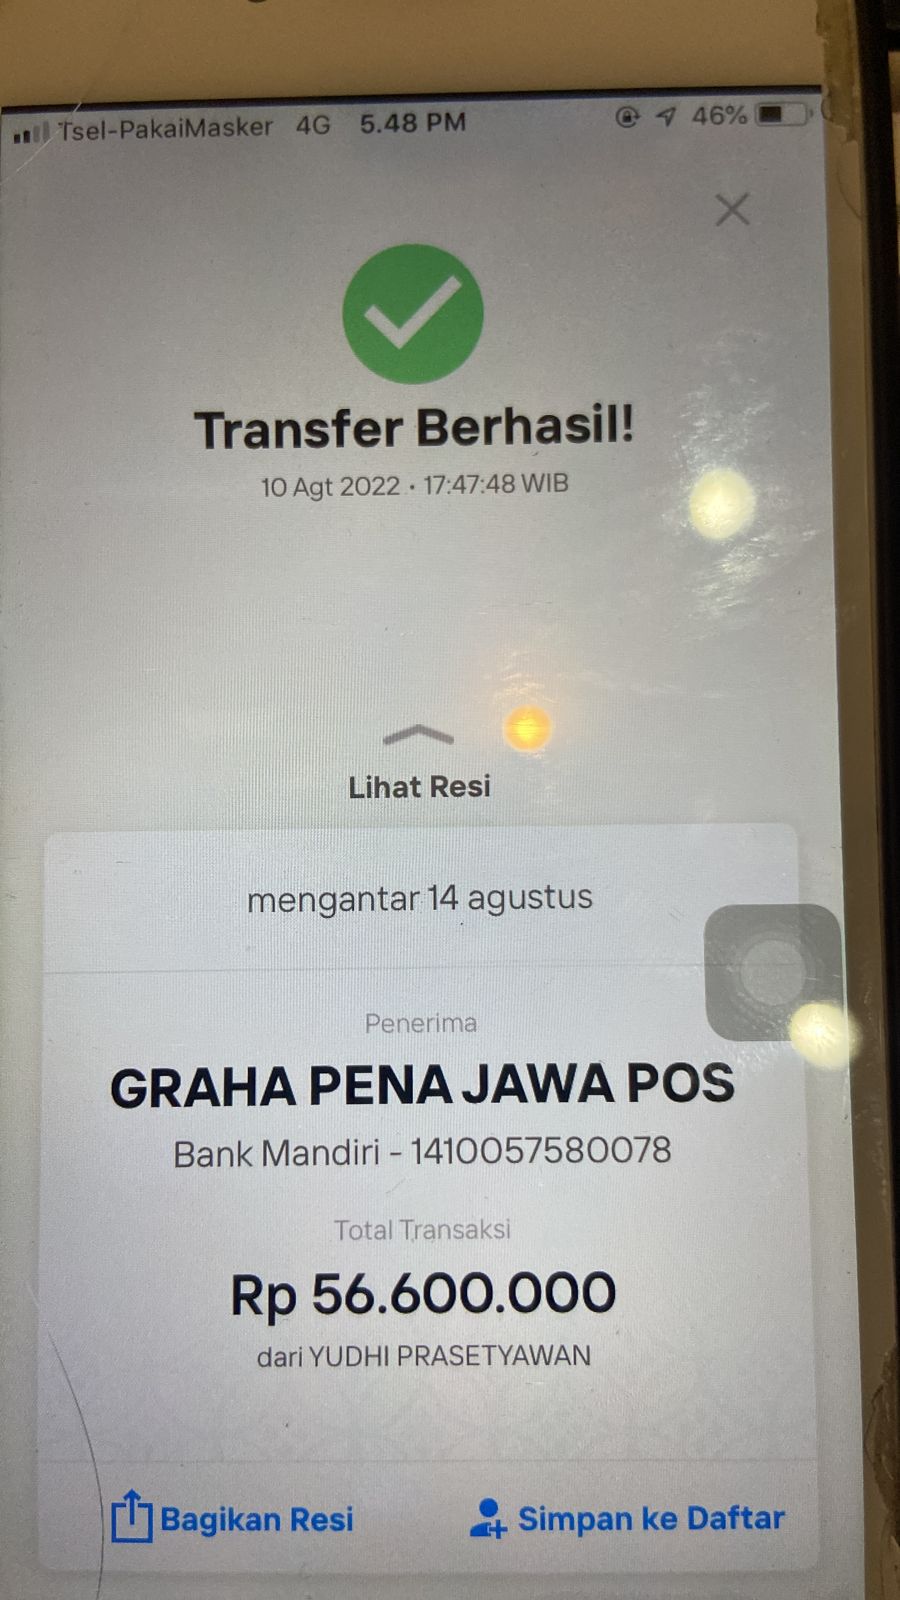 Tsel-PakaiMasker 4G 5.48 PM 46%
Transfer Berhasil!
10 Agt 2022 • 17:47:48 WIB
Lihat Resi
mengantar 14 agustus
Penerima
GRAHA PENA JAWA POS
Bank Mandiri - 1410057580078
Total Transaksi
Rp 56.600.000
dari YUDHI PRASETYAWAN
Bagikan Resi Simpan ke Daftar